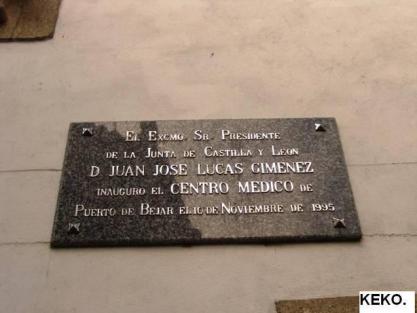 EL EXCMO SR. PRESIDENTE
DE LA JUNTA DE CASTILLA Y LEON
D JUAN JOSE LUCAS GIMENEZ
INAUGURO EL CENTRO MEDICO DE
PUERTO DE BEJAR EL 10 DE NOVIEMBRE DE 1995
KEKO.